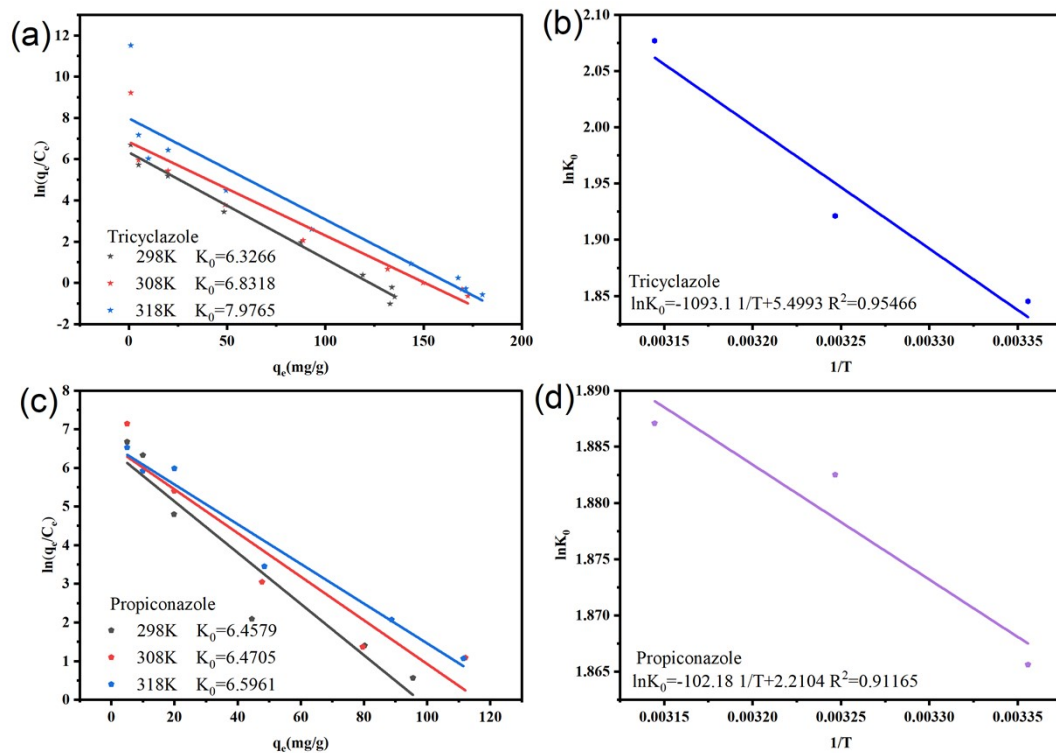 (a)
12
10
8
6
4
2
0
-2
ln(qe/Ce)
Tricyclazole
298K K0=6.3266
308K K0=6.8318
318K K0=7.9765
0 50 100 150 200
qe(mg/g)
(b)
2.10
2.05
2.00
1.95
1.90
1.85
lnK0
Tricyclazole
lnK0=-1093.1 1/T+5.4993 R2=0.95466
0.00315 0.00320 0.00325 0.00330 0.00335
1/T
(c)
8
7
6
5
4
3
2
1
0
ln(qe/Ce)
Propiconazole
298K K0=6.4579
308K K0=6.4705
318K K0=6.5961
0 20 40 60 80 100 120
qe(mg/g)
(d)
1.890
1.885
1.880
1.875
1.870
1.865
lnK0
Propiconazole
lnK0=-102.18 1/T+2.2104 R2=0.91165
0.00315 0.00320 0.00325 0.00330 0.00335
1/T